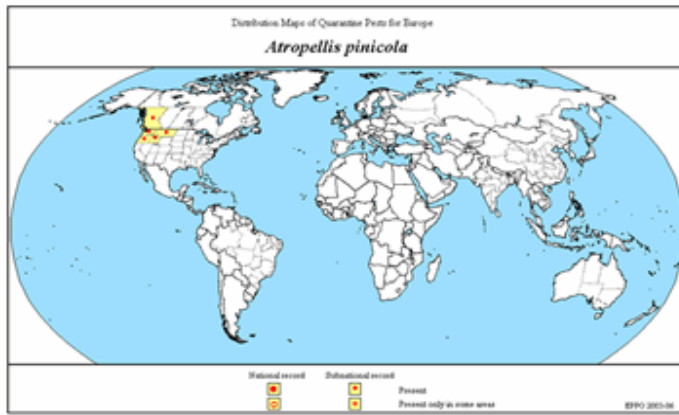 Distribution Maps of Quarantine Pests for Europe
Atropellis pinicola
National record Subnational record
Present
Present only in some areas
EPPO 2003-06